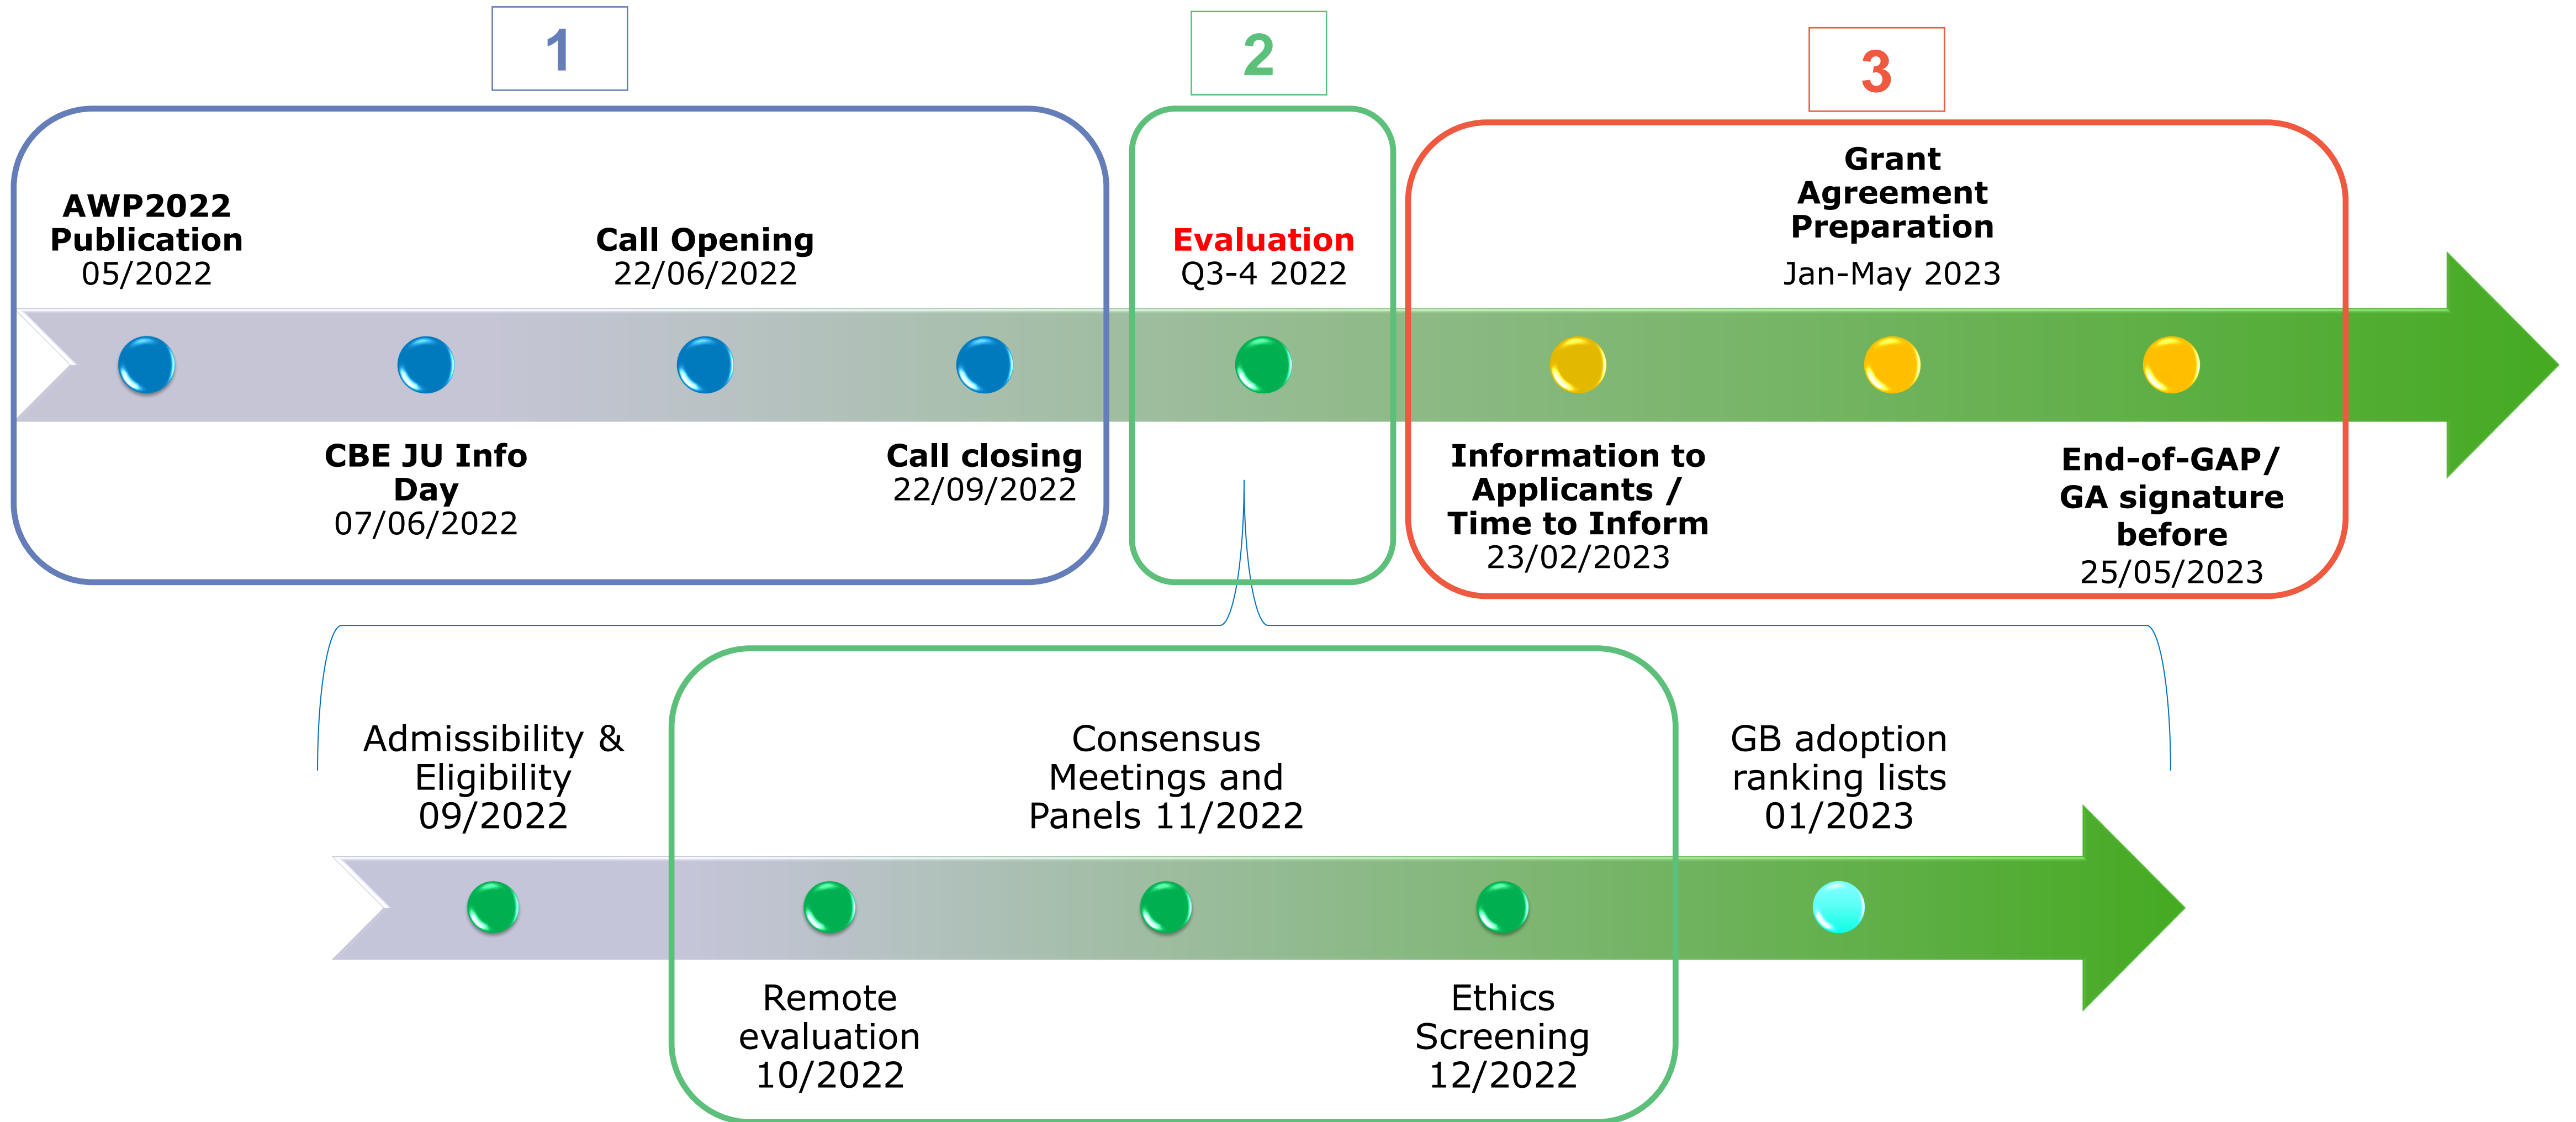 1
2
3
AWP2022
Publication
05/2022
Call Opening
22/06/2022
Evaluation
Q3-4 2022
Grant
Agreement
Preparation
Jan-May 2023
CBE JU Info
Day
07/06/2022
Call closing
22/09/2022
Information to
Applicants /
Time to Inform
23/02/2023
End-of-GAP/
GA signature
before
25/05/2023
Admissibility &
Eligibility
09/2022
Consensus
Meetings and
Panels 11/2022
GB adoption
ranking lists
01/2023
Remote
evaluation
10/2022
Ethics
Screening
12/2022